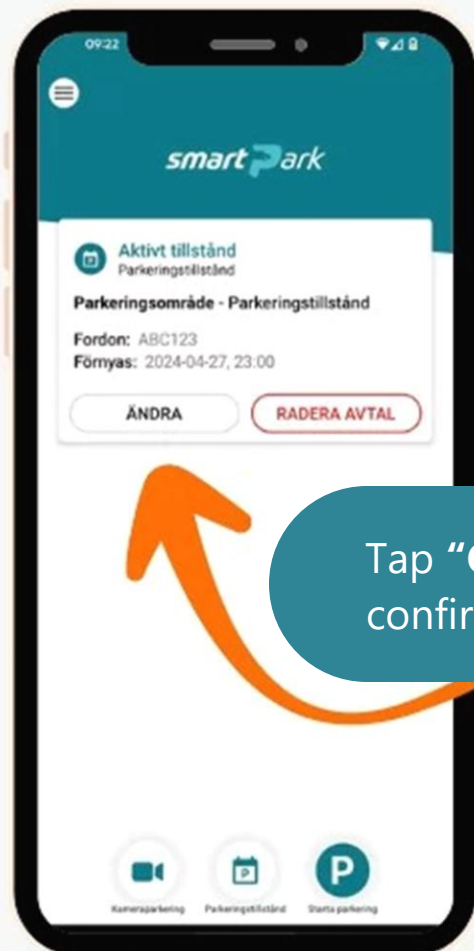 09:22
smartPark
Aktivt tillstånd
Parkeringstillstånd
Parkeringsområde - Parkeringstillstånd
Fordon: ABC123
Förnyas: 2024-04-27, 23:00
ÄNDRA
RADERA AVTAL
Tap
P
Kameraparkering
Parkeringstillstånd
Starta parkering